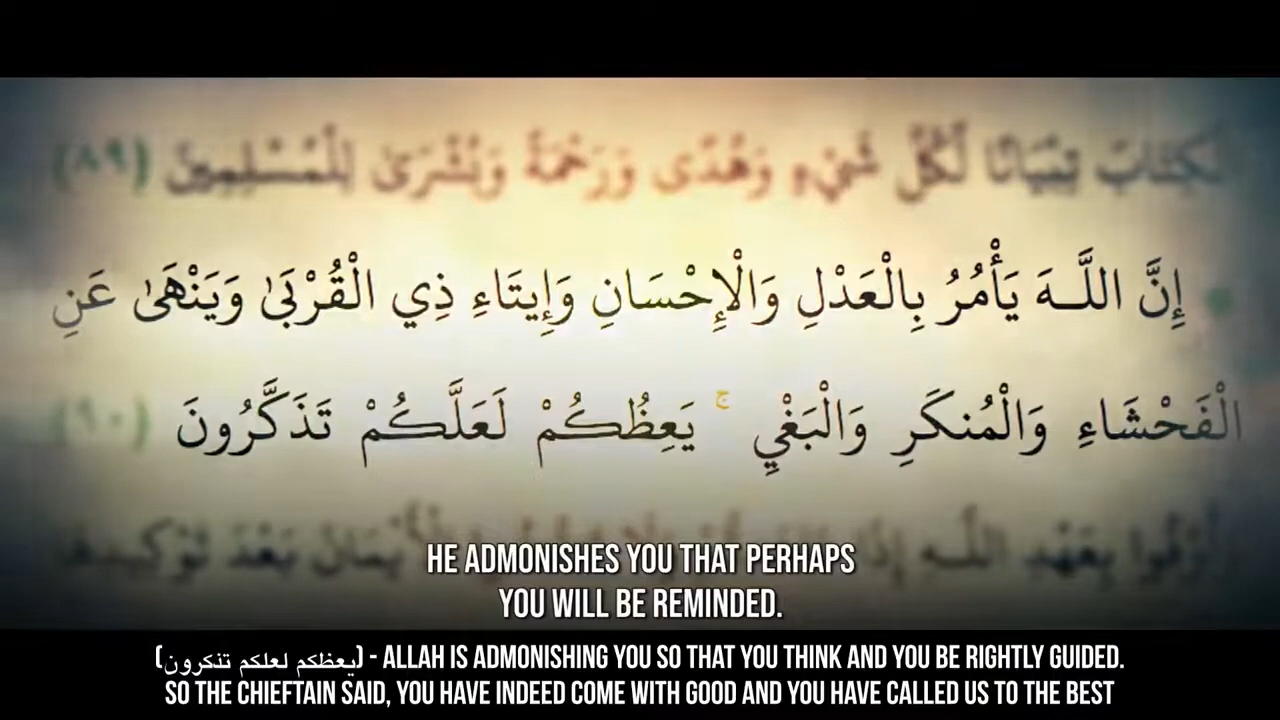 لِّكُلِّ شَيْءٍ وَهُدًى وَرَحْمَةً وَبُشْرَىٰ لِلْمُسْلِمِينَ (٨٩)
إِنَّ اللَّـهَ يَأْمُرُ بِالْعَدْلِ وَالْإِحْسَانِ وَإِيتَاءِ ذِي الْقُرْبَىٰ وَيَنْهَىٰ عَنِ
الْفَحْشَاءِ وَالْمُنكَرِ وَالْبَغْيِ ۚ يَعِظُكُمْ لَعَلَّكُمْ تَذَكَّرُونَ (٩٠)
بِعَهْدِ اللَّـهِ بَعْدَ
HE ADMONISHES YOU THAT PERHAPS
YOU WILL BE REMINDED.
(يعظكم لعلكم تذكرون) - ALLAH IS ADMONISHING YOU SO THAT YOU THINK AND YOU BE RIGHTLY GUIDED.
SO THE CHIEFTAIN SAID, YOU HAVE INDEED COME WITH GOOD AND YOU HAVE CALLED US TO THE BEST